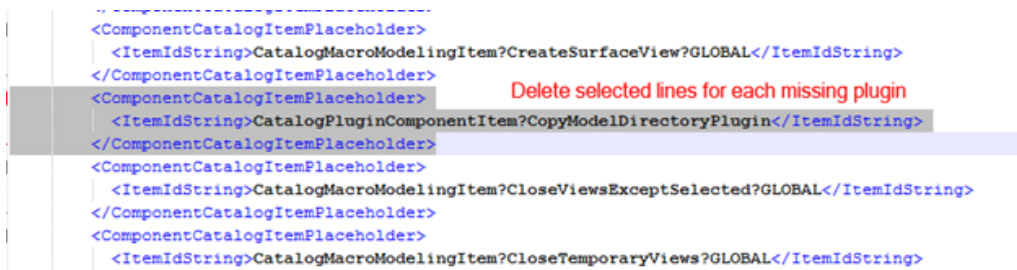 <ComponentCatalogItemPlaceholder>
<ItemIdString>CatalogMacroModelingItem?CreateSurfaceView?GLOBAL</ItemIdString>
</ComponentCatalogItemPlaceholder>
<ComponentCatalogItemPlaceholder>
Delete selected lines for each missing plugin
<ItemIdString>CatalogPluginComponentItem?CopyModelDirectoryPlugin</ItemIdString>
</ComponentCatalogItemPlaceholder>
<ComponentCatalogItemPlaceholder>
<ItemIdString>CatalogMacroModelingItem?CloseViewsExceptSelected?GLOBAL</ItemIdString>
</ComponentCatalogItemPlaceholder>
<ComponentCatalogItemPlaceholder>
<ItemIdString>CatalogMacroModelingItem?CloseTemporaryViews?GLOBAL</ItemIdString>